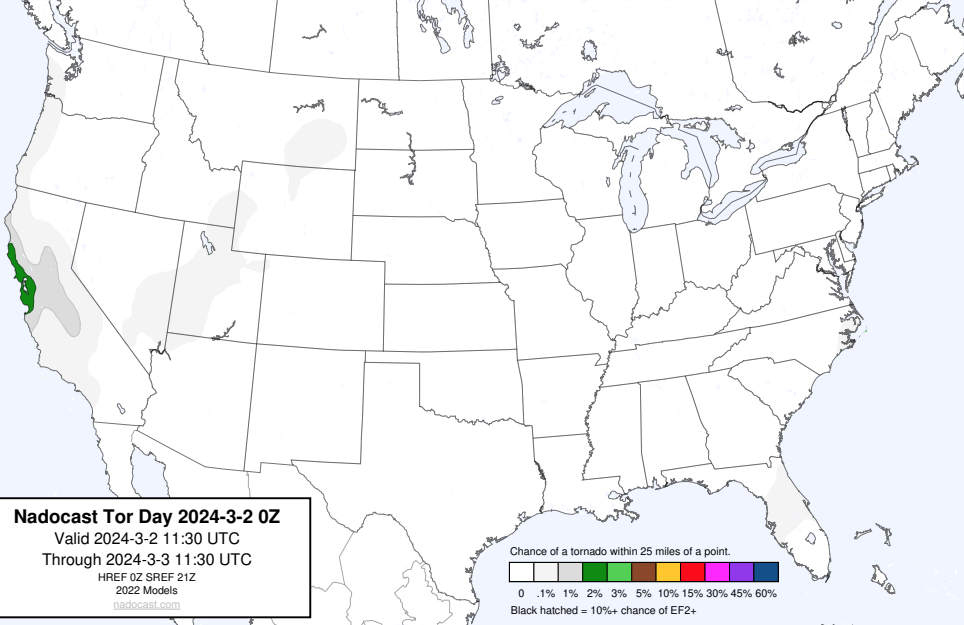 Nadocast Tor Day 2024-3-2 0Z
Valid 2024-3-2 11:30 UTC
Through 2024-3-3 11:30 UTC
HREF 0Z SREF 21Z
2022 Models
nadocast.com
Chance of a tornado within 25 miles of a point.
0 .1% 1% 2% 3% 5% 10% 15% 30% 45% 60%
Black hatched = 10%+ chance of EF2+